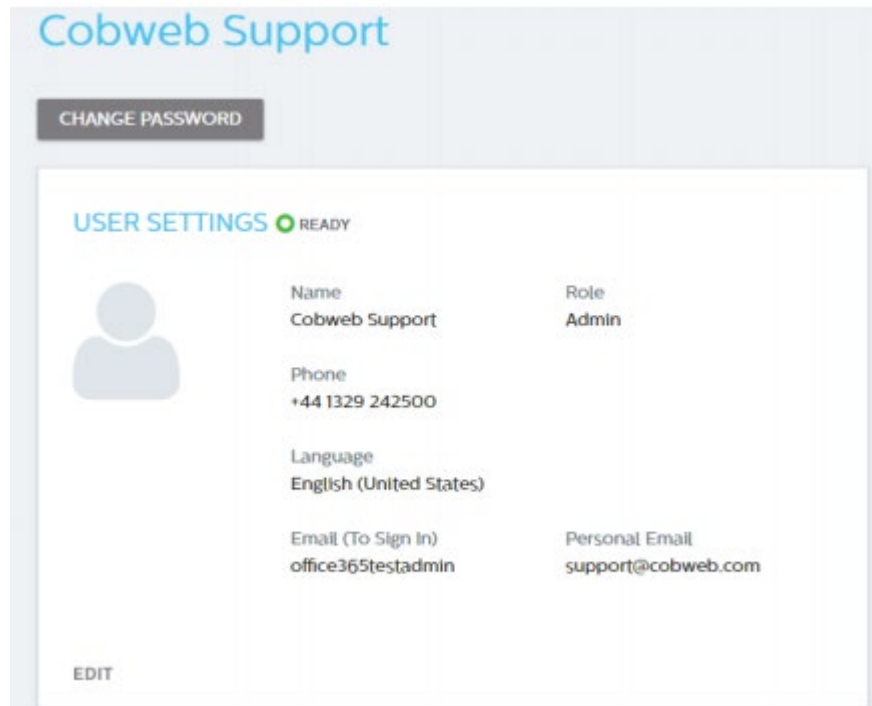 Cobweb Support
CHANGE PASSWORD
USER SETTINGS READY
Name
Cobweb Support
Role
Admin
Phone
+44 1329 242500
Language
English (United States)
Email (To Sign In)
office365testadmin
Personal Email
support@cobweb.com
EDIT